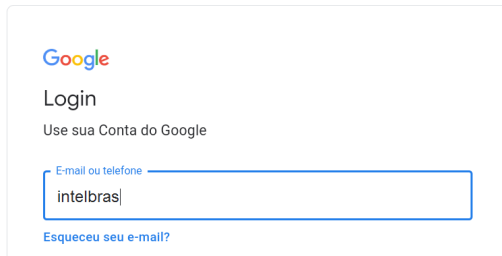 Google
Login
Use sua Conta do Google
E-mail ou telefone
intelbras
Esqueceu seu e-mail?